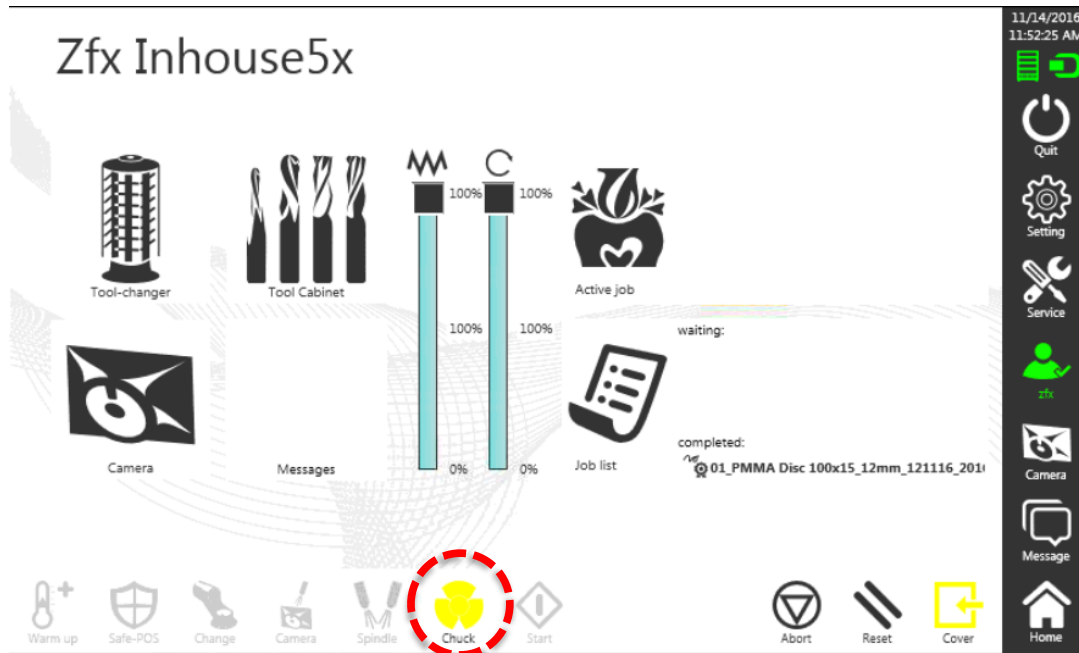 11/14/2016
11:52:25 AM
Zfx Inhouse5x
Quit
100%
100%
Setting
Tool-changer
Tool Cabinet
Active job
Service
100%
100%
waiting:
zfx
completed:
Camera
Messages
0%
0%
Job list
01_PMMA Disc 100x15_12mm_121116_201
Camera
Message
Warm up
Safe-POS
Change
Camera
Spindle
Chuck
Start
Abort
Reset
Cover
Home